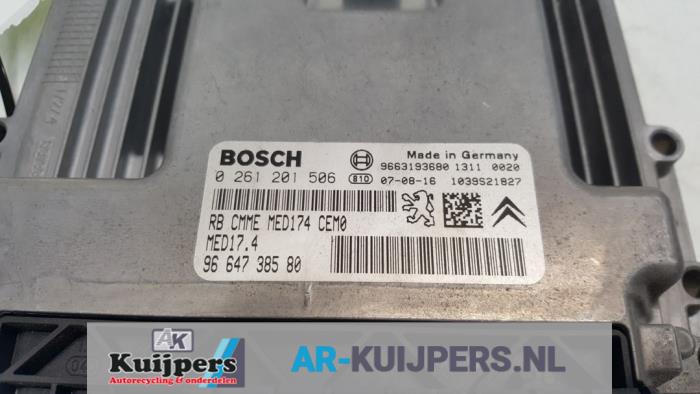 BOSCH
0 261 201 506
Made in Germany
9663193680 1311 0020
810 07-08-16 1039S21827
RB CMME MED174 CEM0
MED17.4
96 647 385 80
AK
Kuijpers
Autorecycling & onderdelen
AR-KUIJPERS.NL